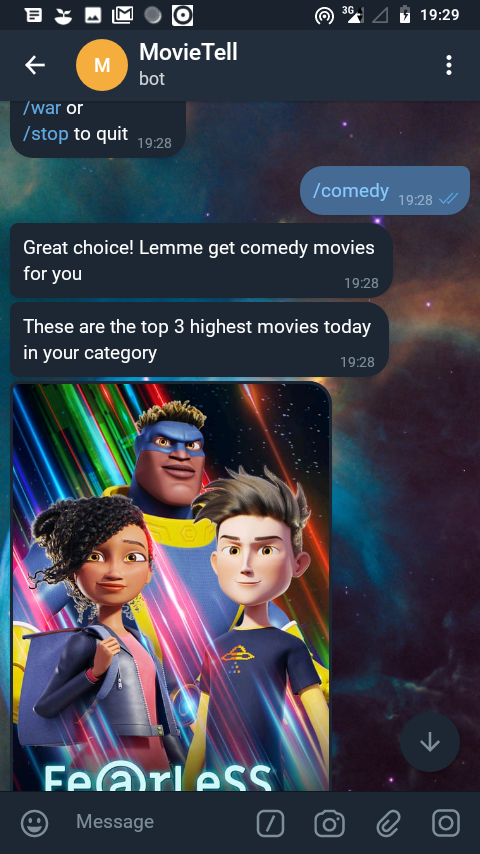 3G
19:29
M
MovieTell
bot
/war or
/stop to quit 19:28
/comedy 19:28
Great choice! Lemme get comedy movies
for you
19:28
These are the top 3 highest movies today
in your category
19:28
Fe@rLeSS
Message